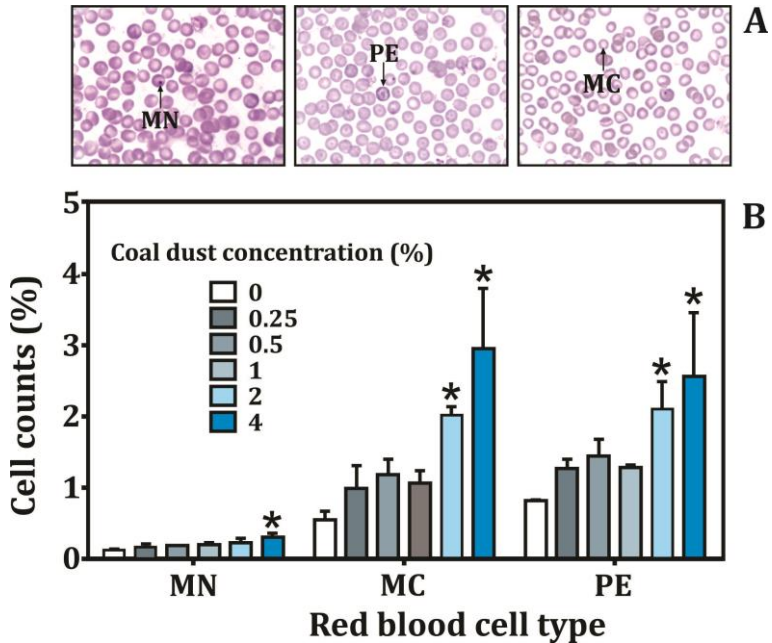 A
MN
PE
MC
B
5
4
3
2
1
0
Cell counts (%)
Coal dust concentration (%)
0
0.25
0.5
1
2
4
*
* *
* *
MN MC PE
Red blood cell type